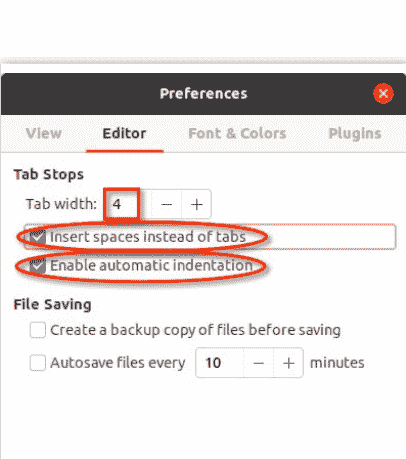 Preferences
View Editor Font & Colors Plugins
Tab Stops
Tab width: 4 − +
Insert spaces instead of tabs
Enable automatic indentation
File Saving
Create a backup copy of files before saving
Autosave files every 10 − + minutes